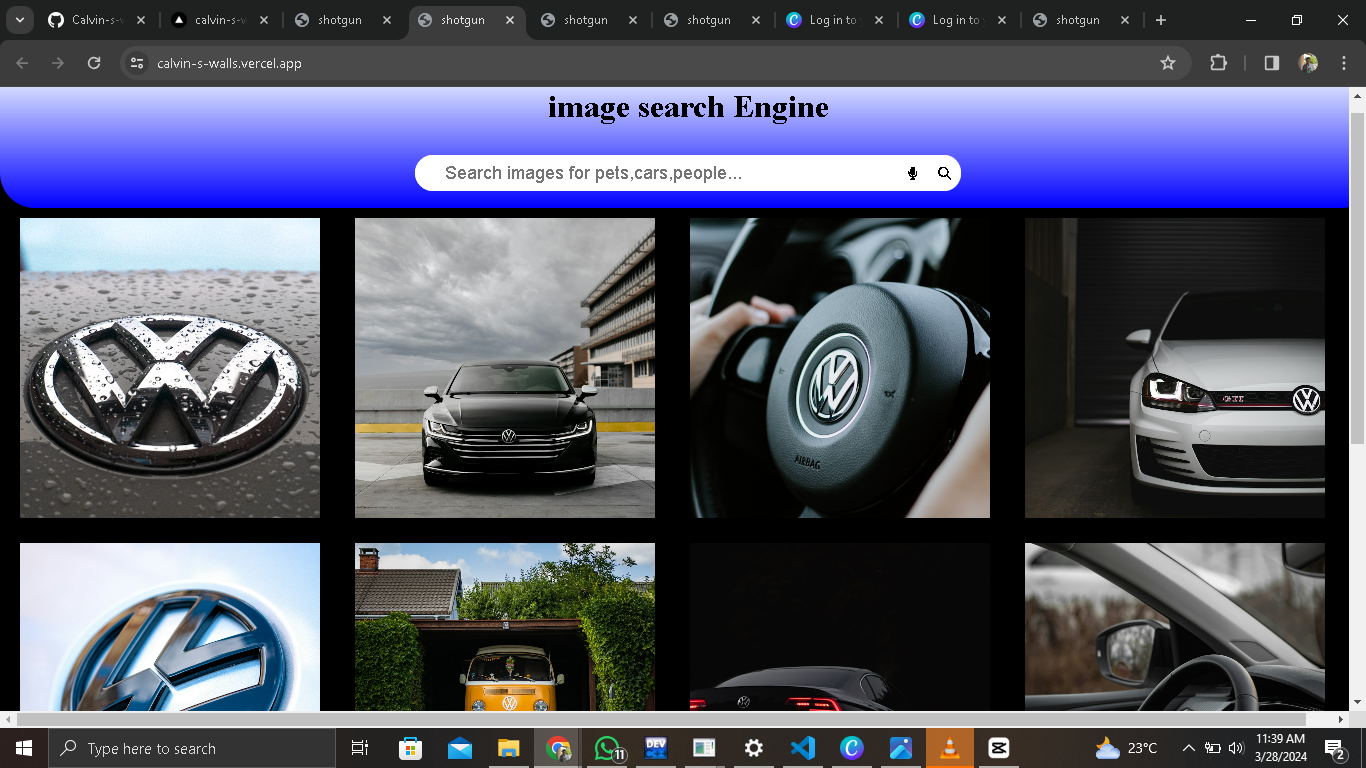 Calvin-s-
calvin-s-w
shotgun
shotgun
shotgun
shotgun
Log in to
Log in to
shotgun
calvin-s-walls.vercel.app
image search Engine
Search images for pets,cars,people...
AIRBAG
GTI
Type here to search
11
DEV
23°C
11:39 AM
3/28/2024
2